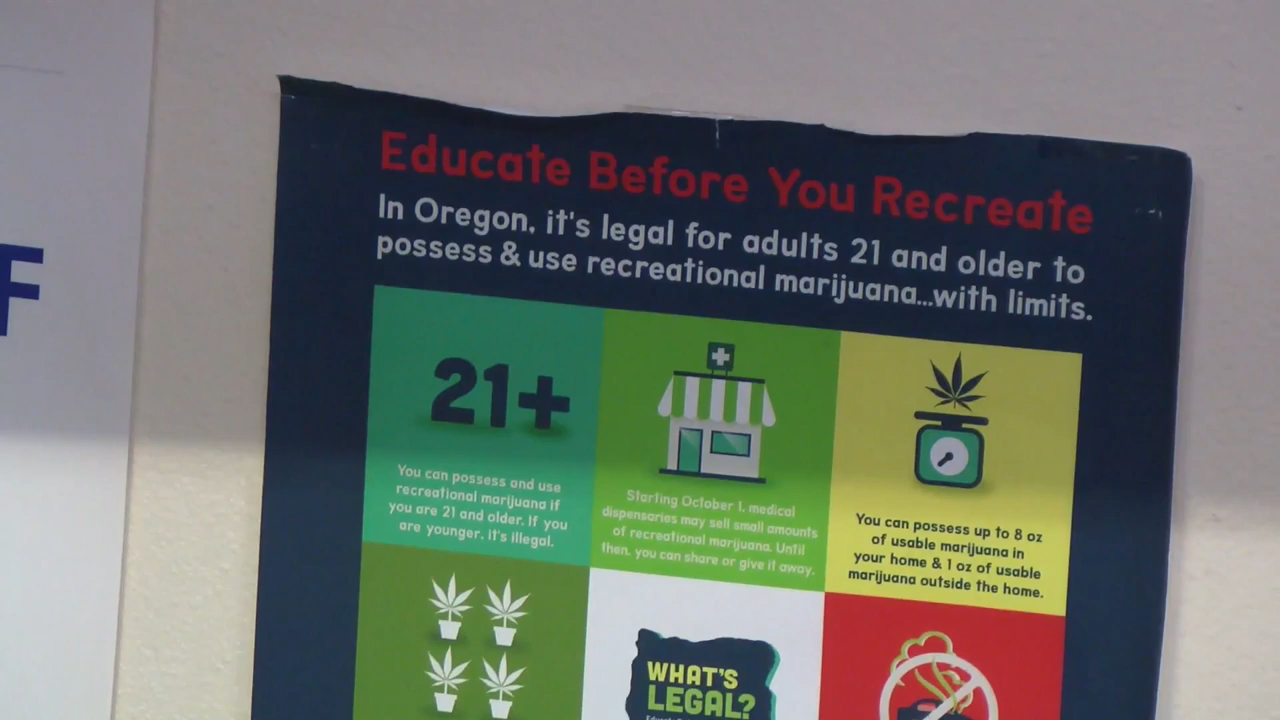 F
Educate Before You Recreate
In Oregon, it's legal for adults 21 and older to
possess & use recreational marijuana...with limits.
21+
You can possess and use
recreational marijuana if
you are 21 and older. If you
are younger, it's illegal.
Starting October 1, medical
dispensaries may sell small amounts
of recreational marijuana. Until
then, you can share or give it away.
You can possess up to 8 oz
of usable marijuana in
your home & 1 oz of usable
marijuana outside the home.
WHAT'S
LEGAL?